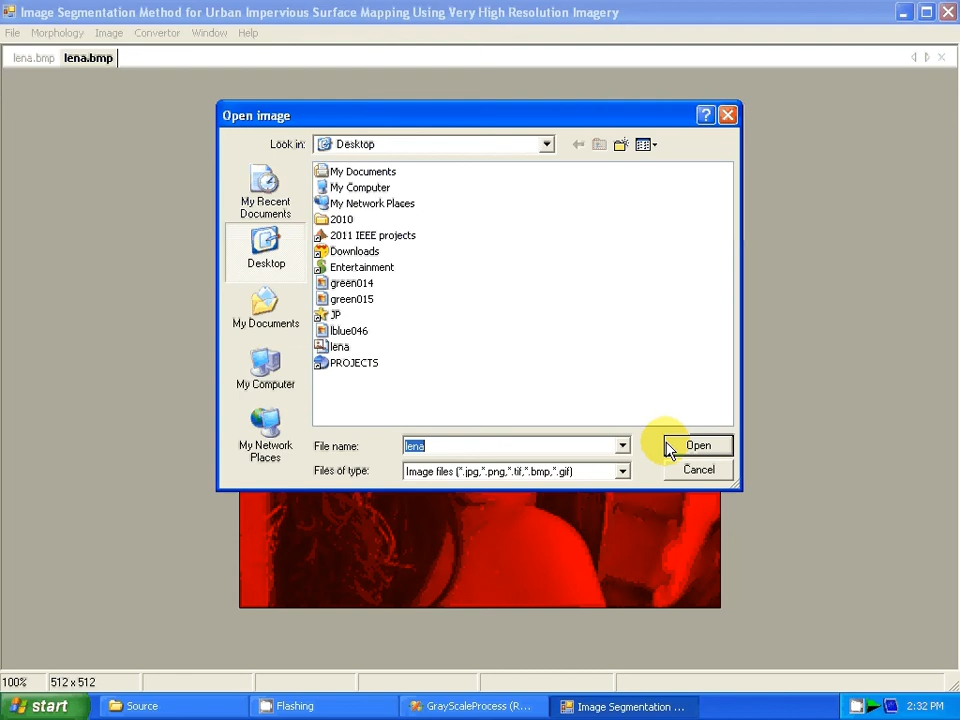 Image Segmentation Method for Urban Impervious Surface Mapping Using Very High Resolution Imagery
File Morphology Image Convertor Window Help
lena.bmp lena.bmp
Open image
Look in: Desktop
My Recent Documents
Desktop
My Documents
My Computer
My Network Places
My Documents
My Computer
My Network Places
2010
2011 IEEE projects
Downloads
Entertainment
green014
green015
JP
lblue046
lena
PROJECTS
File name: lena Open
Files of type: Image files (*.jpg,*.png,*.tif,*.bmp,*.gif) Cancel
100% 512 x 512
start Source Flashing GrayScaleProcess (R... Image Segmentation ... 2:32 PM